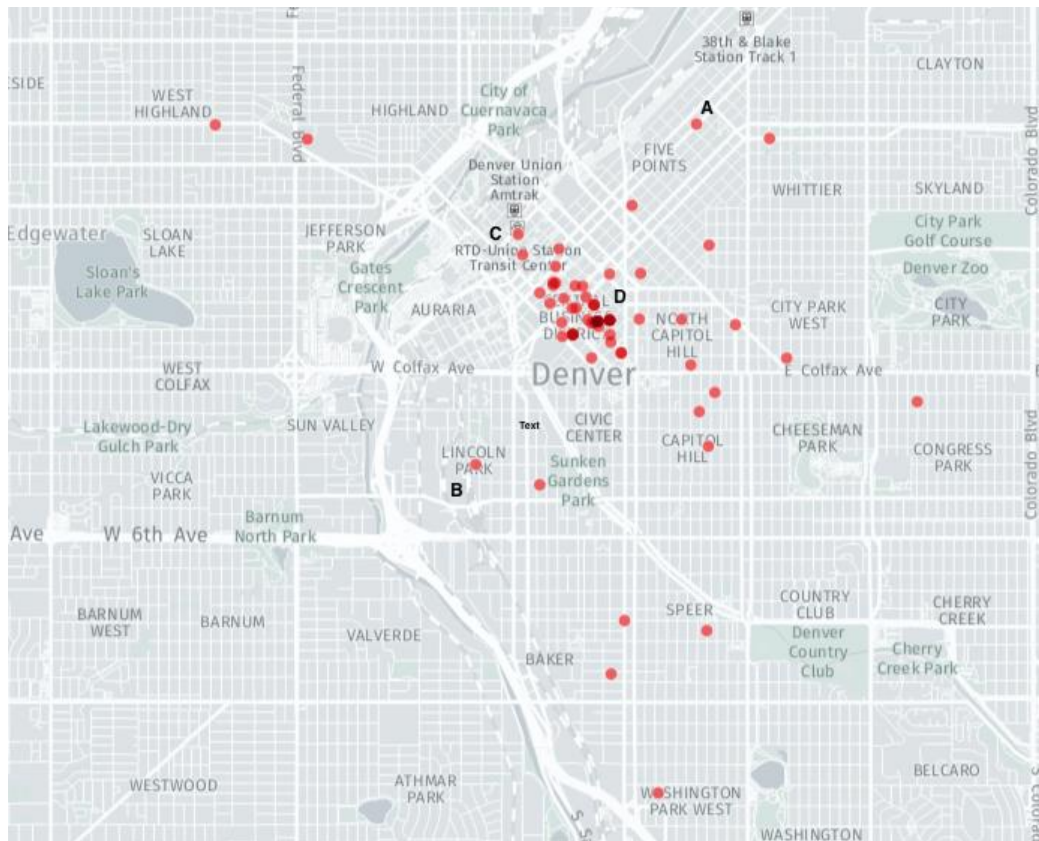 38th & Blake
Station Track 1
CLAYTON
ESIDE
WEST
HIGHLAND
Federal Blvd
HIGHLAND
City of
Cuernavaca
Park
A
FIVE
POINTS
Colorado Blvd
Denver Union
Station
Amtrak
WHITTIER
SKYLAND
City Park
Golf Course
Edgewater
SLOAN
LAKE
JEFFERSON
PARK
C
RTD-Union Station
Transit Center
Sloan's
Lake Park
Gates
Crescent
Park
Denver Zoo
D
AURARIA
CITY PARK
WEST
CITY
PARK
NORTH
CAPITOL
HILL
WEST
COLFAX
W Colfax Ave
Denver
E Colfax Ave
Text
Lakewood-Dry
Gulch Park
SUN VALLEY
CIVIC
CENTER
CAPITOL
HILL
CHEESEMAN
PARK
CONGRESS
PARK
Colorado Blvd
LINCOLN
PARK
VICCA
PARK
B
Sunken
Gardens
Park
Ave
W 6th Ave
Barnum
North Park
BARNUM
WEST
BARNUM
VALVERDE
BAKER
SPEER
COUNTRY
CLUB
Denver
Country
Club
CHERRY
CREEK
Cherry
Creek Park
WESTWOOD
ATHMAR
PARK
WASHINGTON
PARK WEST
BELCARO
WASHINGTON